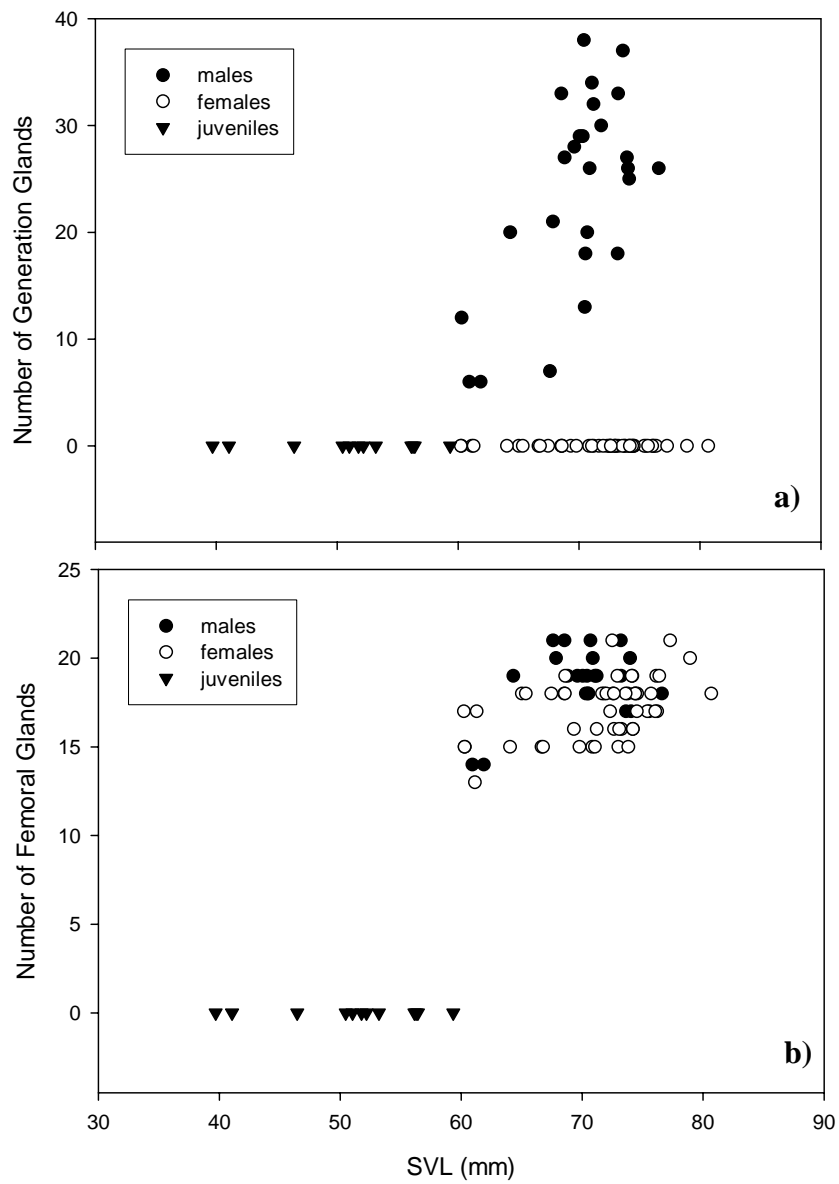 40
30
20
10
0
Number of Generation Glands
males
females
juveniles
a)
25
20
15
10
5
0
Number of Femoral Glands
males
females
juveniles
b)
30 40 50 60 70 80 90
SVL (mm)